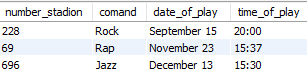 number_stadion comand date_of_play time_of_play
228 Rock September 15 20:00
69 Rap November 23 15:37
696 Jazz December 13 15:30